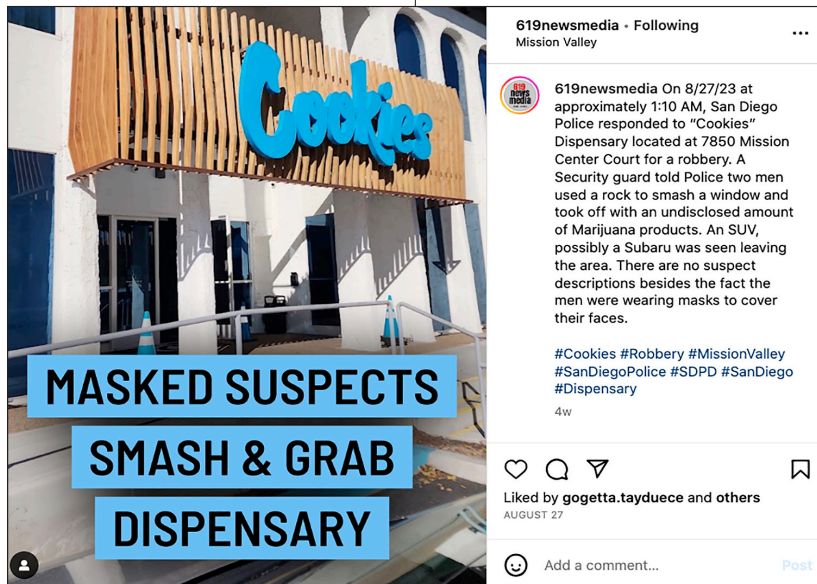 Cookies
MASKED SUSPECTS
SMASH & GRAB
DISPENSARY
619newsmedia • Following
Mission Valley
619
news
media
619newsmedia On 8/27/23 at
approximately 1:10 AM, San Diego
Police responded to “Cookies”
Dispensary located at 7850 Mission
Center Court for a robbery. A
Security guard told Police two men
used a rock to smash a window and
took off with an undisclosed amount
of Marijuana products. An SUV,
possibly a Subaru was seen leaving
the area. There are no suspect
descriptions besides the fact the
men were wearing masks to cover
their faces.
#Cookies #Robbery #MissionValley
#SanDiegoPolice #SDPD #SanDiego
#Dispensary
4w
Liked by gogetta.tayduece and others
AUGUST 27
Add a comment...
Post